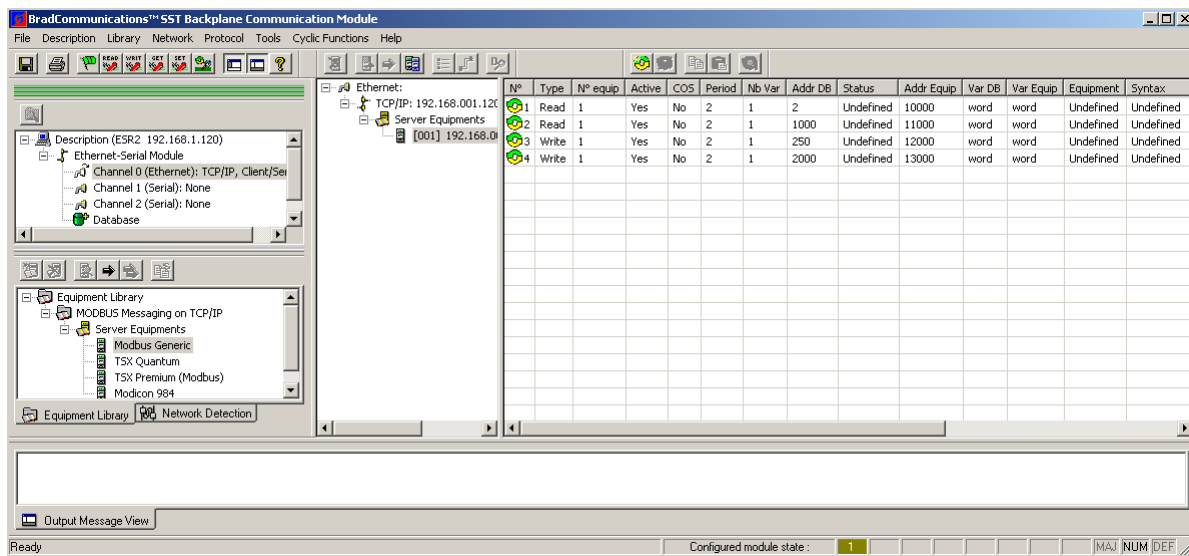 BradCommunications™ SST Backplane Communication Module
File Description Library Network Protocol Tools Cyclic Functions Help
READ WRIT GET SET
Description (ESR2 192.168.1.120)
Ethernet-Serial Module
Channel 0 (Ethernet): TCP/IP, Client/Ser
Channel 1 (Serial): None
Channel 2 (Serial): None
Database
Equipment Library
MODBUS Messaging on TCP/IP
Server Equipments
Modbus Generic
TSX Quantum
TSX Premium (Modbus)
Modicon 984
Equipment Library Network Detection
Ethernet:
TCP/IP: 192.168.001.120
Server Equipments
[001] 192.168.0
N° Type N° equip Active COS Period Nb Var Addr DB Status Addr Equip Var DB Var Equip Equipment Syntax
1 Read 1 Yes No 2 1 2 Undefined 10000 word word Undefined Undefined
2 Read 1 Yes No 2 1 1000 Undefined 11000 word word Undefined Undefined
3 Write 1 Yes No 2 1 250 Undefined 12000 word word Undefined Undefined
4 Write 1 Yes No 2 1 2000 Undefined 13000 word word Undefined Undefined
Output Message View
Ready Configured module state : 1 MAJ NUM DEF